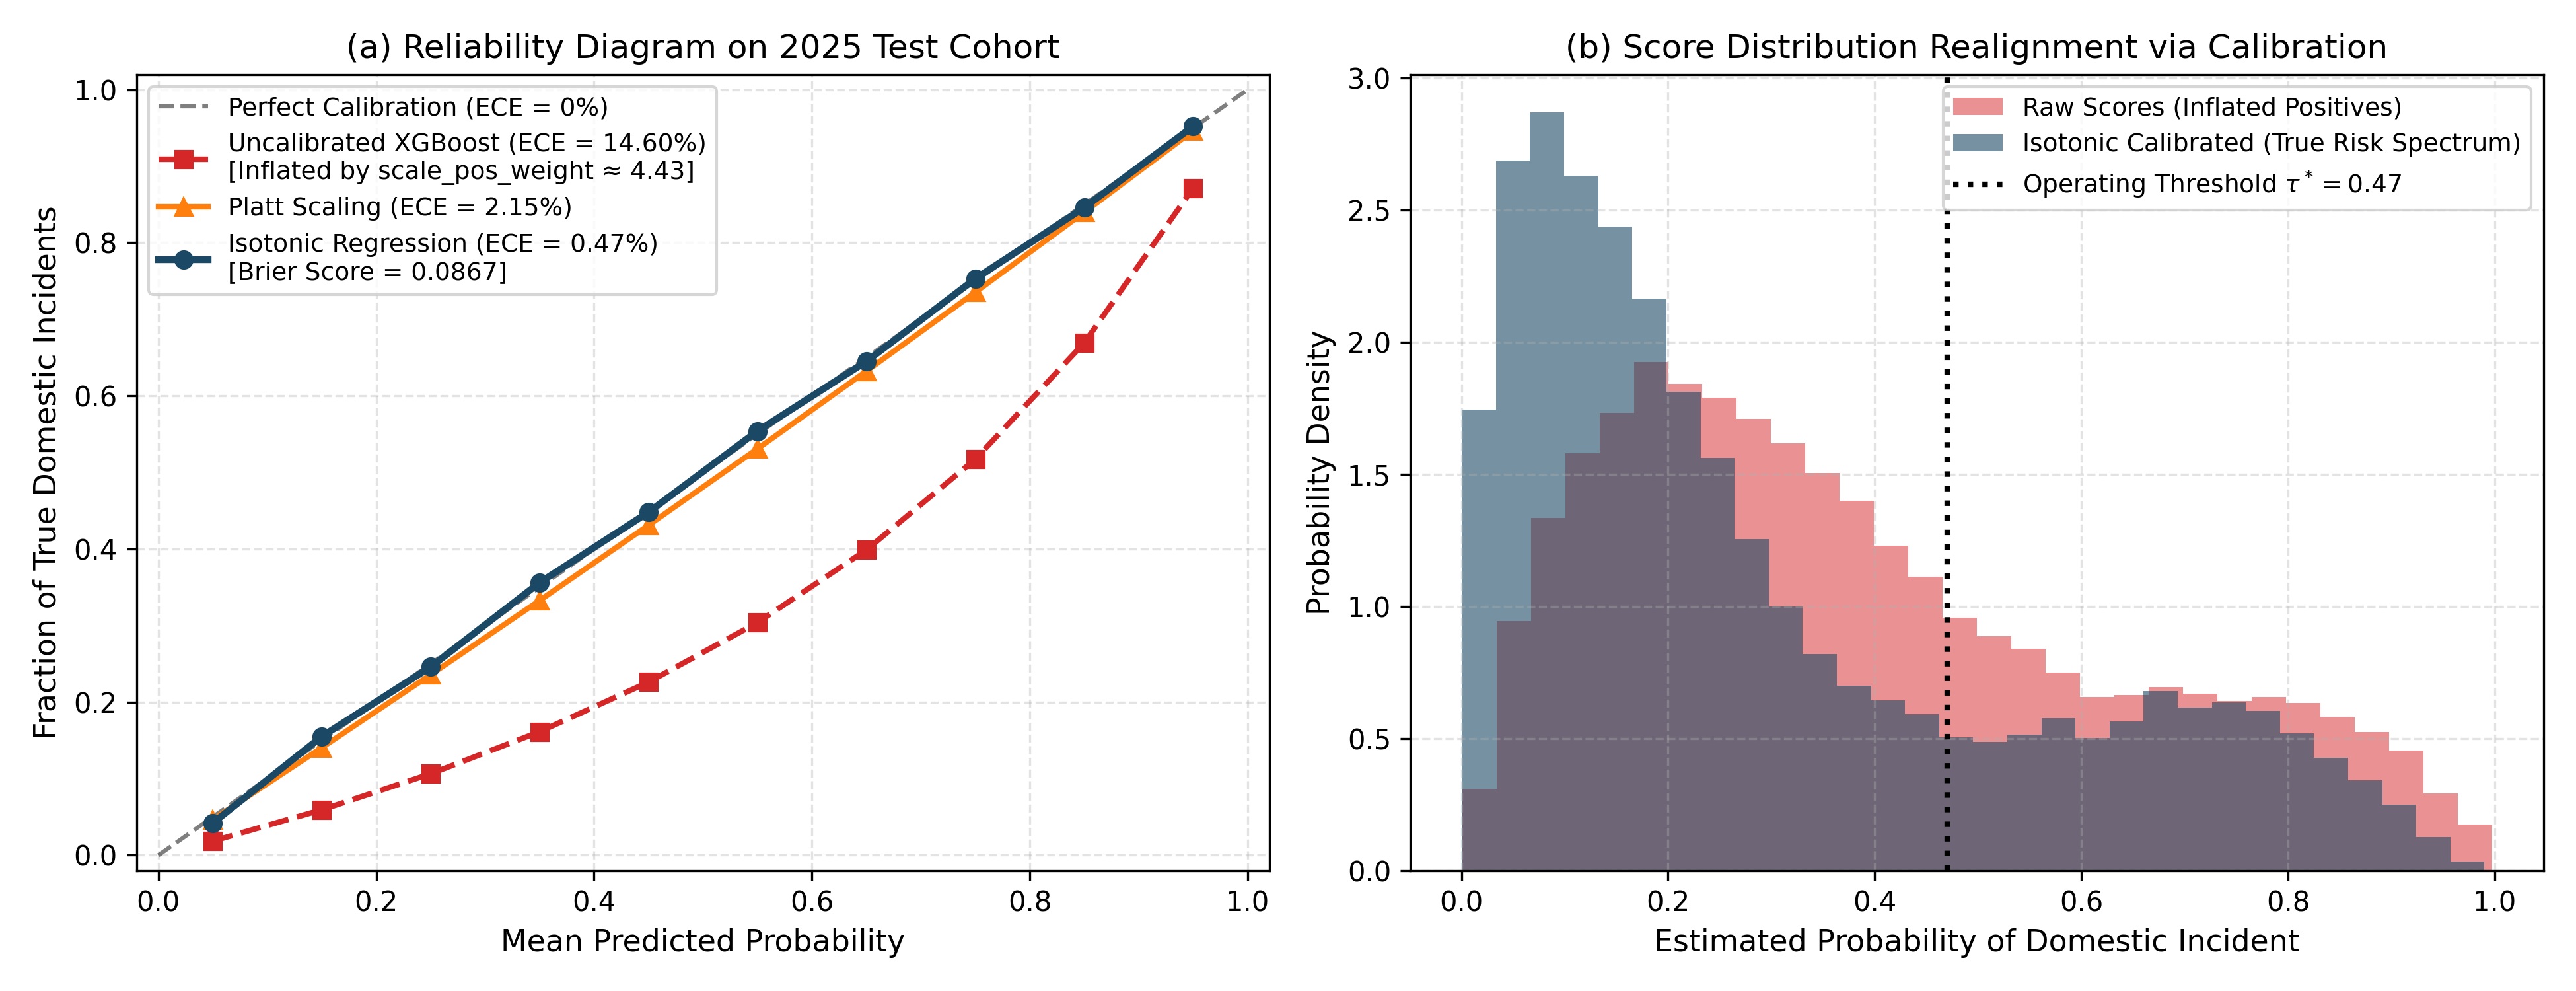 (a) Reliability Diagram on 2025 Test Cohort
Fraction of True Domestic Incidents
1.0
0.8
0.6
0.4
0.2
0.0
Perfect Calibration (ECE = 0%)
Uncalibrated XGBoost (ECE = 14.60%)
[Inflated by scale_pos_weight ≈ 4.43]
Platt Scaling (ECE = 2.15%)
Isotonic Regression (ECE = 0.47%)
[Brier Score = 0.0867]
0.0 0.2 0.4 0.6 0.8 1.0
Mean Predicted Probability
(b) Score Distribution Realignment via Calibration
Probability Density
3.0
2.5
2.0
1.5
1.0
0.5
0.0
Raw Scores (Inflated Positives)
Isotonic Calibrated (True Risk Spectrum)
Operating Threshold τ* = 0.47
0.0 0.2 0.4 0.6 0.8 1.0
Estimated Probability of Domestic Incident